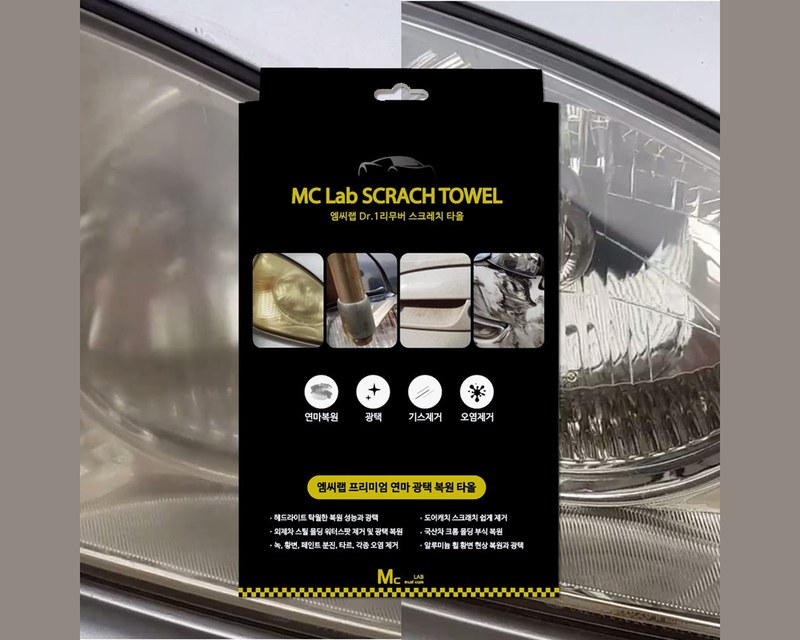 MC Lab SCRACH TOWEL
엠씨랩 Dr.1리무버 스크레치 타올
연마복원 광택 기스제거 오염제거
엠씨랩 프리미엄 연마 광택 복원 타올
· 헤드라이트 탁월한 복원 성능과 광택
· 외제차 스틸 몰딩 워터스팟 제거 및 광택 복원
· 녹, 황변, 페인트 분진, 타르, 각종 오염 제거
· 도어캐치 스크래치 쉽게 제거
· 국산차 크롬 몰딩 부식 복원
· 알루미늄 휠 황변 현상 복원과 광택
Mc LAB